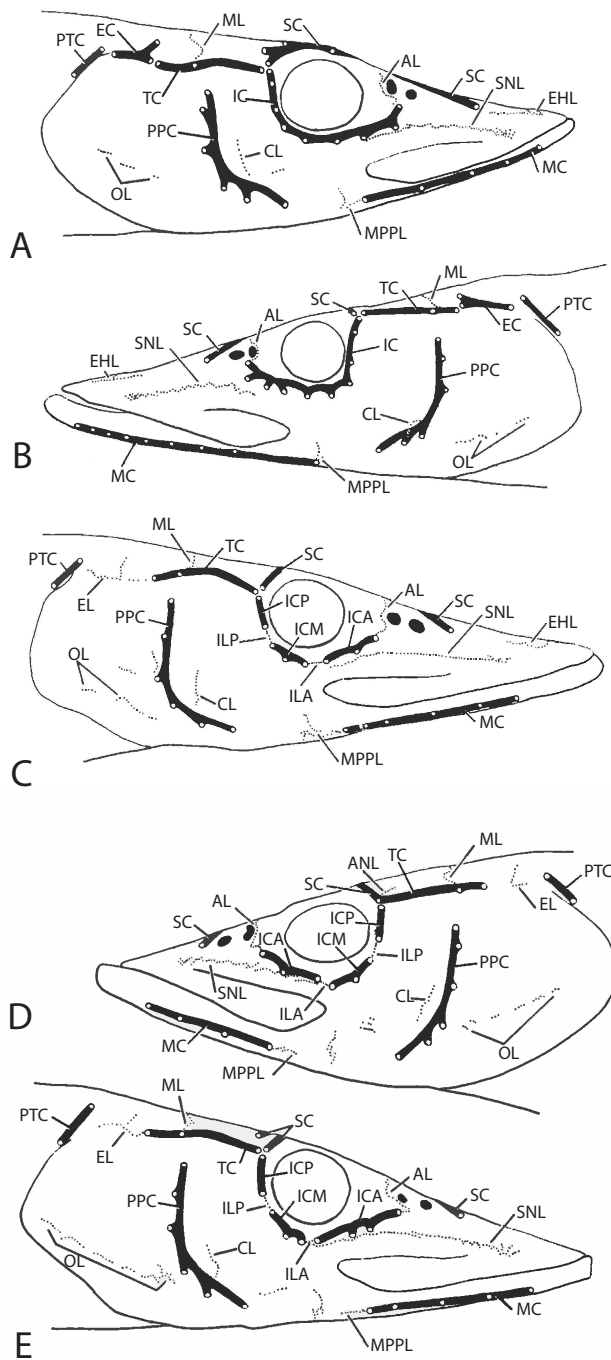 ML
SC
EC
PTC
AL
SC
TC
SNL
EHL
IC
PPC
CL
MC
OL
MPPL
A
ML
SC
TC
PTC
SC
AL
EC
SNL
IC
EHL
PPC
CL
OL
MC
MPPL
B
ML
TC
SC
PTC
AL
SC
ICP
SNL
EL
ICA
EHL
PPC
ILP
ICM
OL
CL
ILA
MC
MPPL
C
ML
TC
ANL
SC
PTC
AL
EL
SC
ICP
ICA
ICM
ILP
PPC
SNL
CL
ILA
MC
OL
MPPL
D
ML
SC
PTC
EL
TC
AL
ICP
SC
PPC
ICM
ICA
ILP
SNL
CL
OL
ILA
MC
MPPL
E